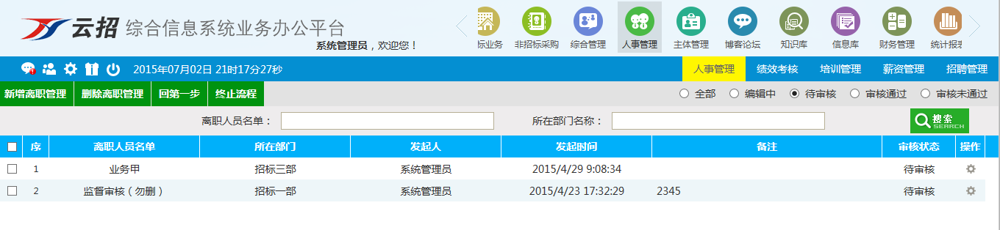 云招 综合信息系统业务办公平台
系统管理员，欢迎您！
标业务 非招标采购 综合管理 人事管理 主体管理 博客论坛 知识库 信息库 财务管理 统计报表
2015年07月02日 21时17分27秒
人事管理 绩效考核 培训管理 薪资管理 招聘管理
新增离职管理 删除离职管理 回第一步 终止流程
全部 编辑中 待审核 审核通过 审核未通过
离职人员名单： 所在部门名称： 搜索
SEARCH
序 离职人员名单 所在部门 发起人 发起时间 备注 审核状态 操作
1 业务甲 招标三部 系统管理员 2015/4/29 9:08:34 待审核
2 监督审核（勿删） 招标一部 系统管理员 2015/4/23 17:32:29 2345 待审核